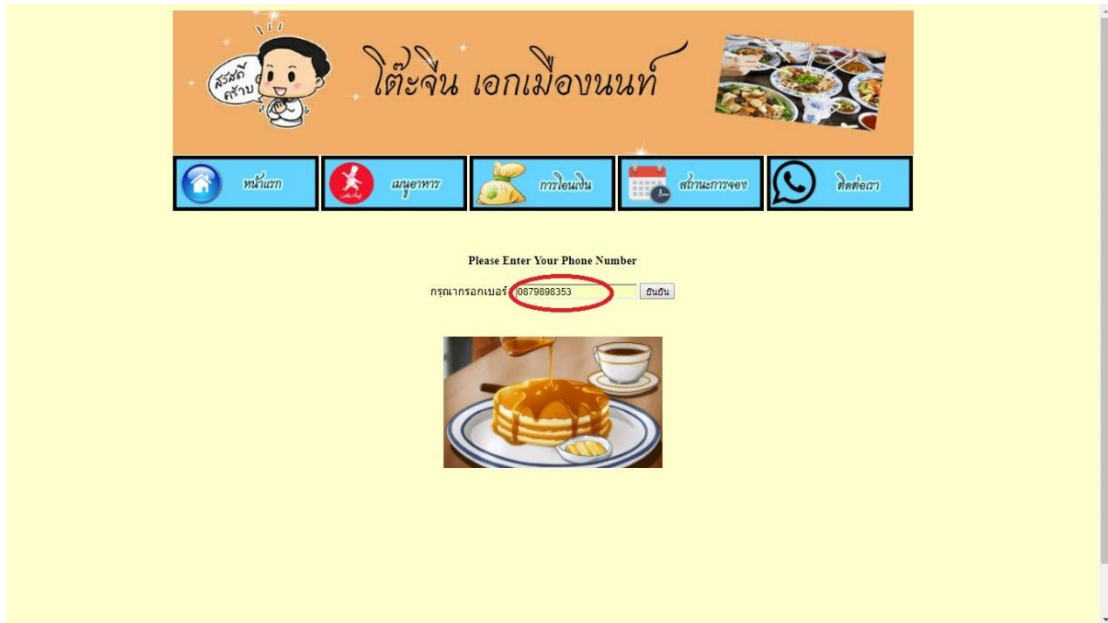 สวัสดี
คร้าบ
โต๊ะจีน เอกเมืองนนท์
หน้าแรก
เมนูอาหาร
การโอนเงิน
สถานะการจอง
ติดต่อเรา
Please Enter Your Phone Number
กรุณากรอกเบอร์ 0879898353 ยืนยัน